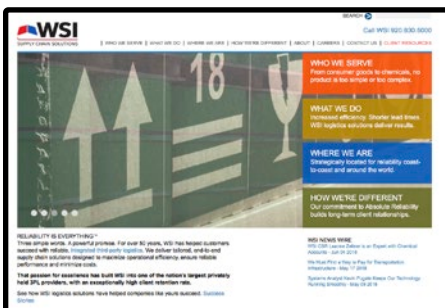 SEARCH
WSI
SUPPLY CHAIN SOLUTIONS
Call WSI 920.830.5000
| WHO WE SERVE | WHAT WE DO | WHERE WE ARE | HOW WE'RE DIFFERENT | ABOUT | CAREERS | CONTACT US | CLIENT RESOURCES
18
WHO WE SERVE
From consumer goods to chemicals, no
product is too simple or too complex.
WHAT WE DO
Increased efficiency. Shorter lead times.
WSI logistics solutions deliver results.
WHERE WE ARE
Strategically located for reliability coast-
to-coast and around the world.
HOW WE'RE DIFFERENT
Our commitment to Absolute Reliability
builds long-term client relationships.
RELIABILITY IS EVERYTHING™
Three simple words. A powerful promise. For over 50 years, WSI has helped customers
succeed with reliable, integrated third party logistics. We deliver tailored, end-to-end
supply chain solutions designed to maximize operational efficiency, ensure reliable
performance and minimize costs.
That passion for excellence has built WSI into one of the nation's largest privately
held 3PL providers, with an exceptionally high client retention rate.
See how WSI logistics solutions have helped companies like yours succeed. Success
Stories
WSI NEWS WIRE